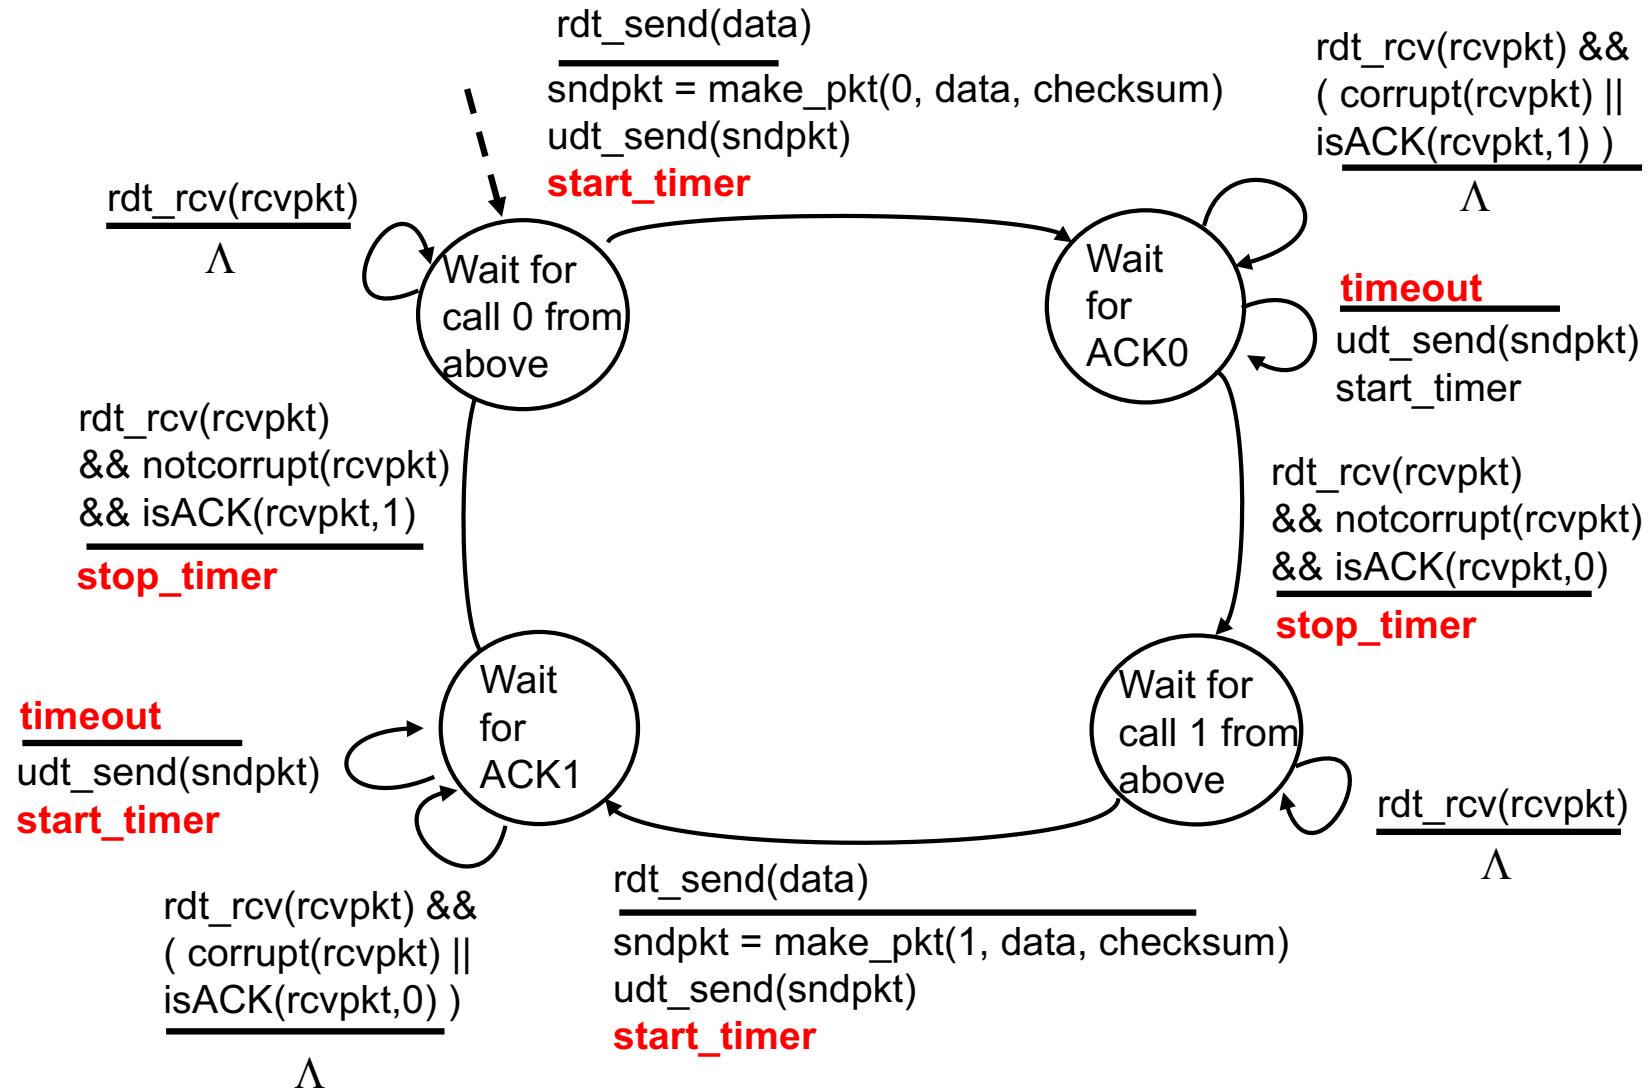 rdt_send(data)
sndpkt = make_pkt(0, data, checksum)
udt_send(sndpkt)
start_timer
rdt_rcv(rcvpkt) &&
( corrupt(rcvpkt) ||
isACK(rcvpkt,1) )
Λ
rdt_rcv(rcvpkt)
Λ
Wait for
call 0 from
above
Wait
for
ACK0
timeout
udt_send(sndpkt)
start_timer
rdt_rcv(rcvpkt)
&& notcorrupt(rcvpkt)
&& isACK(rcvpkt,1)
stop_timer
rdt_rcv(rcvpkt)
&& notcorrupt(rcvpkt)
&& isACK(rcvpkt,0)
stop_timer
Wait
for
ACK1
Wait for
call 1 from
above
timeout
udt_send(sndpkt)
start_timer
rdt_rcv(rcvpkt)
Λ
rdt_rcv(rcvpkt) &&
( corrupt(rcvpkt) ||
isACK(rcvpkt,0) )
Λ
rdt_send(data)
sndpkt = make_pkt(1, data, checksum)
udt_send(sndpkt)
start_timer